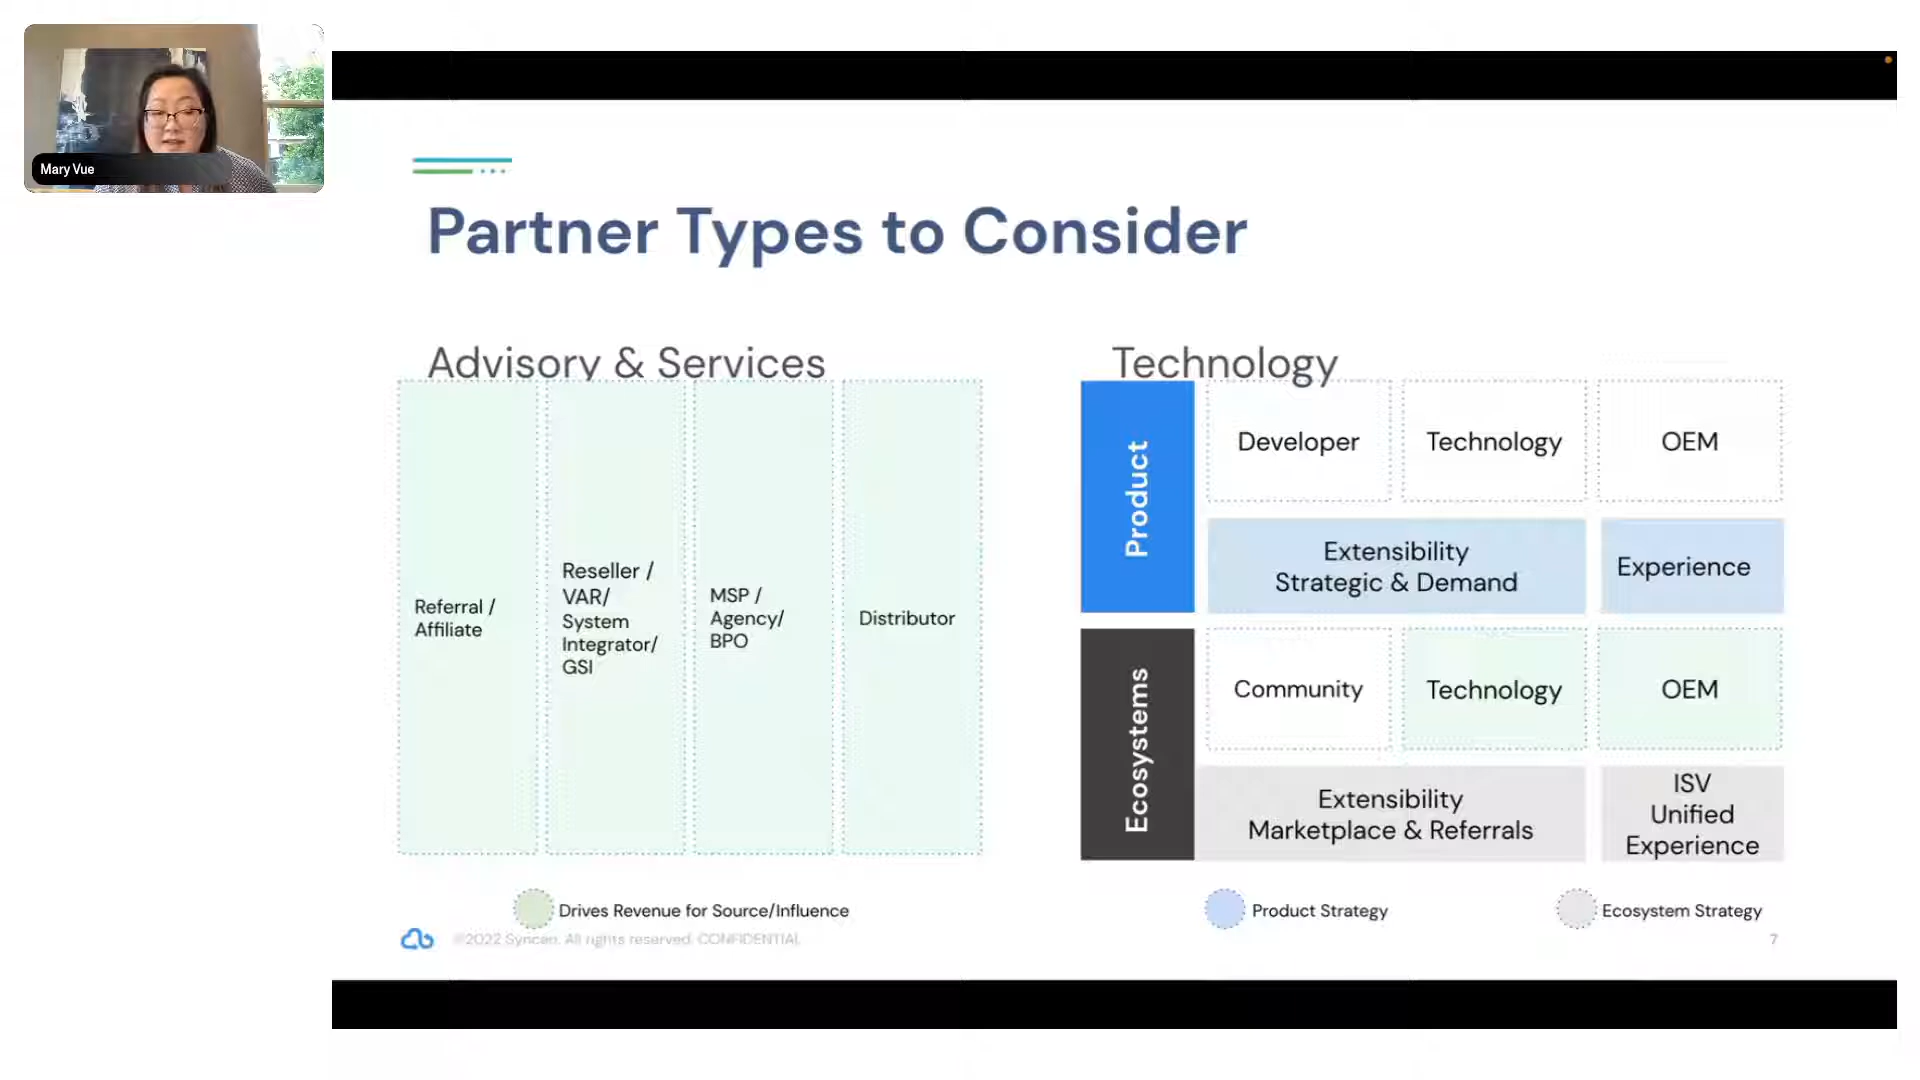 Mary Vue
Partner Types to Consider
Advisory & Services
Referral /
Affiliate
Reseller /
VAR/
System
Integrator/
GSI
MSP /
Agency/
BPO
Distributor
Drives Revenue for Source/Influence
Technology
Product
Developer
Technology
OEM
Extensibility
Strategic & Demand
Experience
Ecosystems
Community
Technology
OEM
Extensibility
Marketplace & Referrals
ISV
Unified
Experience
Product Strategy
Ecosystem Strategy
©2022 Syncari. All rights reserved. CONFIDENTIAL
7